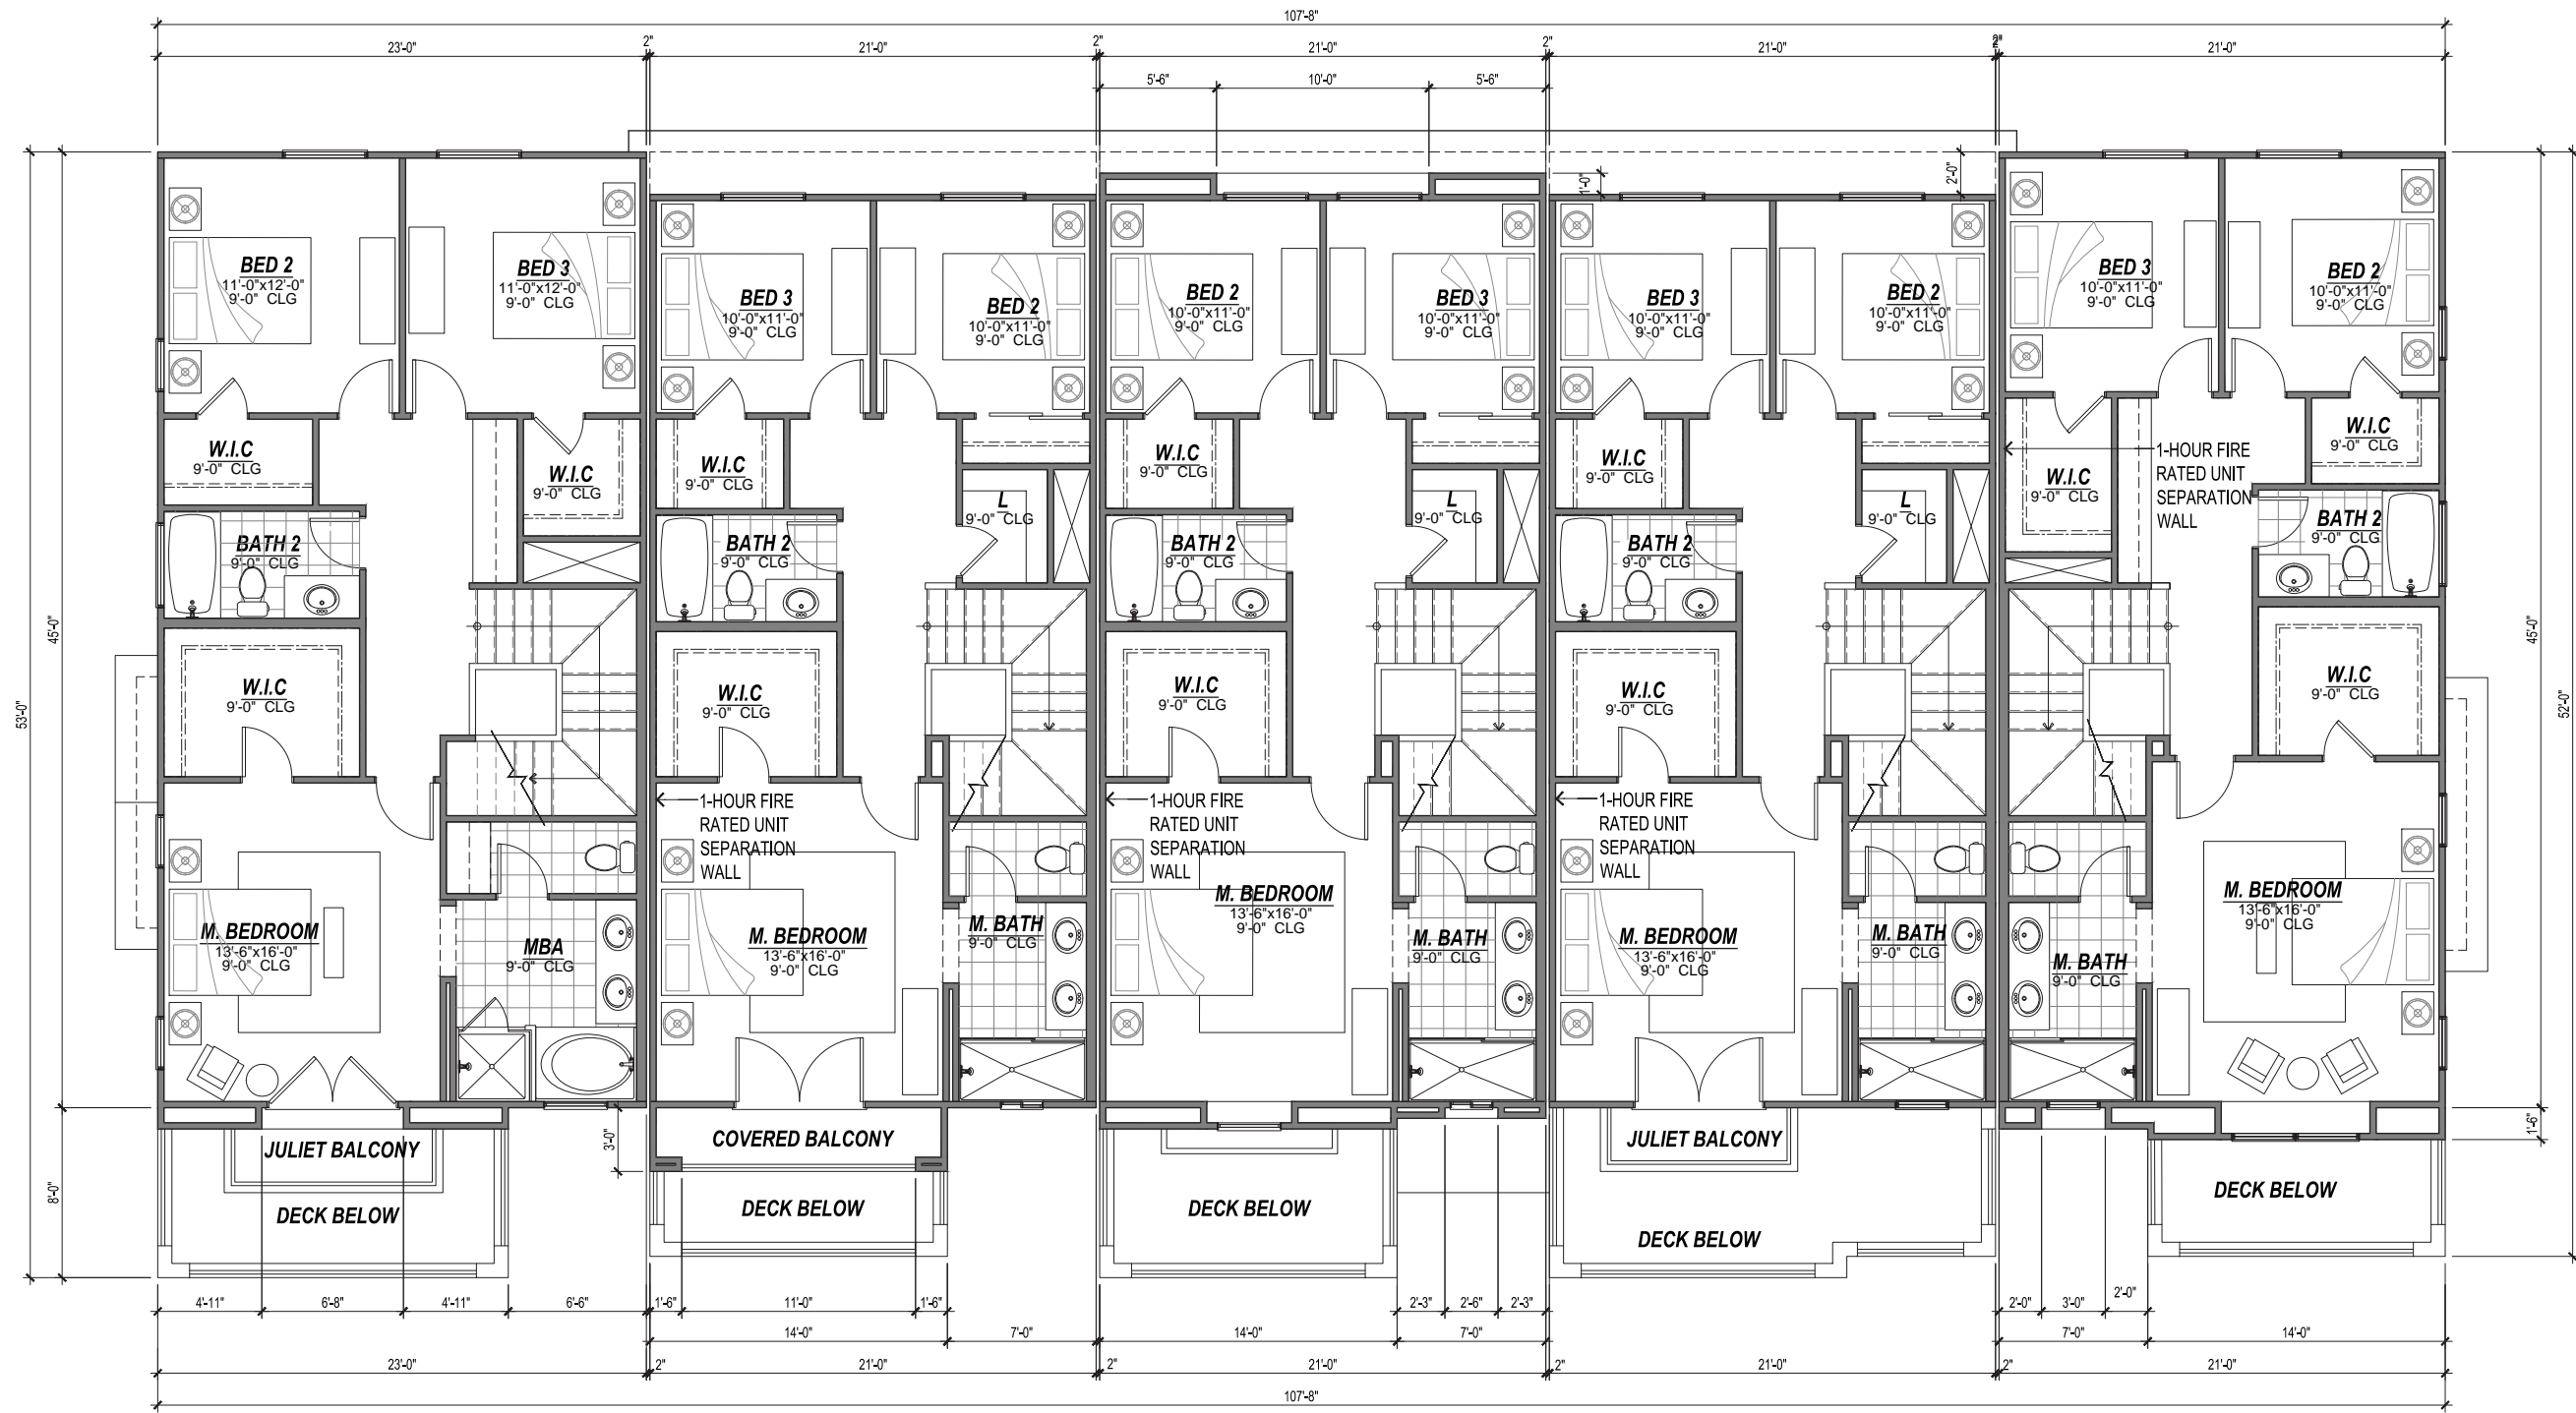 107'-8"
23'-0" 2" 21'-0" 2" 21'-0" 2" 21'-0" 2" 21'-0"
5'-6" 10'-0" 5'-6"
53'-0"
45'-0"
8'-0"
BED 2
11'-0"x12'-0"
9'-0" CLG
BED 3
11'-0"x12'-0"
9'-0" CLG
W.I.C
9'-0" CLG
W.I.C
9'-0" CLG
BATH 2
9'-0" CLG
W.I.C
9'-0" CLG
M. BEDROOM
13'-6"x16'-0"
9'-0" CLG
MBA
9'-0" CLG
JULIET BALCONY
DECK BELOW
BED 3
10'-0"x11'-0"
9'-0" CLG
BED 2
10'-0"x11'-0"
9'-0" CLG
W.I.C
9'-0" CLG
L
9'-0" CLG
BATH 2
9'-0" CLG
W.I.C
9'-0" CLG
1-HOUR FIRE
RATED UNIT
SEPARATION
WALL
M. BEDROOM
13'-6"x16'-0"
9'-0" CLG
M. BATH
9'-0" CLG
3'-0"
COVERED BALCONY
DECK BELOW
1'-0"
BED 2
10'-0"x11'-0"
9'-0" CLG
BED 3
10'-0"x11'-0"
9'-0" CLG
W.I.C
9'-0" CLG
L
9'-0" CLG
BATH 2
9'-0" CLG
W.I.C
9'-0" CLG
1-HOUR FIRE
RATED UNIT
SEPARATION
WALL
M. BEDROOM
13'-6"x16'-0"
9'-0" CLG
M. BATH
9'-0" CLG
DECK BELOW
2'-0"
BED 3
10'-0"x11'-0"
9'-0" CLG
BED 2
10'-0"x11'-0"
9'-0" CLG
W.I.C
9'-0" CLG
L
9'-0" CLG
BATH 2
9'-0" CLG
W.I.C
9'-0" CLG
1-HOUR FIRE
RATED UNIT
SEPARATION
WALL
M. BEDROOM
13'-6"x16'-0"
9'-0" CLG
M. BATH
9'-0" CLG
JULIET BALCONY
DECK BELOW
BED 3
10'-0"x11'-0"
9'-0" CLG
BED 2
10'-0"x11'-0"
9'-0" CLG
W.I.C
9'-0" CLG
1-HOUR FIRE
RATED UNIT
SEPARATION
WALL
W.I.C
9'-0" CLG
BATH 2
9'-0" CLG
W.I.C
9'-0" CLG
M. BEDROOM
13'-6"x16'-0"
9'-0" CLG
M. BATH
9'-0" CLG
DECK BELOW
45'-0"
1'-6"
52'-0"
4'-11" 6'-8" 4'-11" 6'-6" 1'-6" 11'-0" 1'-6" 2'-3" 2'-6" 2'-3" 2'-0" 3'-0" 2'-0"
14'-0" 7'-0" 14'-0" 7'-0" 7'-0" 14'-0"
23'-0" 2" 21'-0" 2" 21'-0" 2" 21'-0" 2" 21'-0"
107'-8"